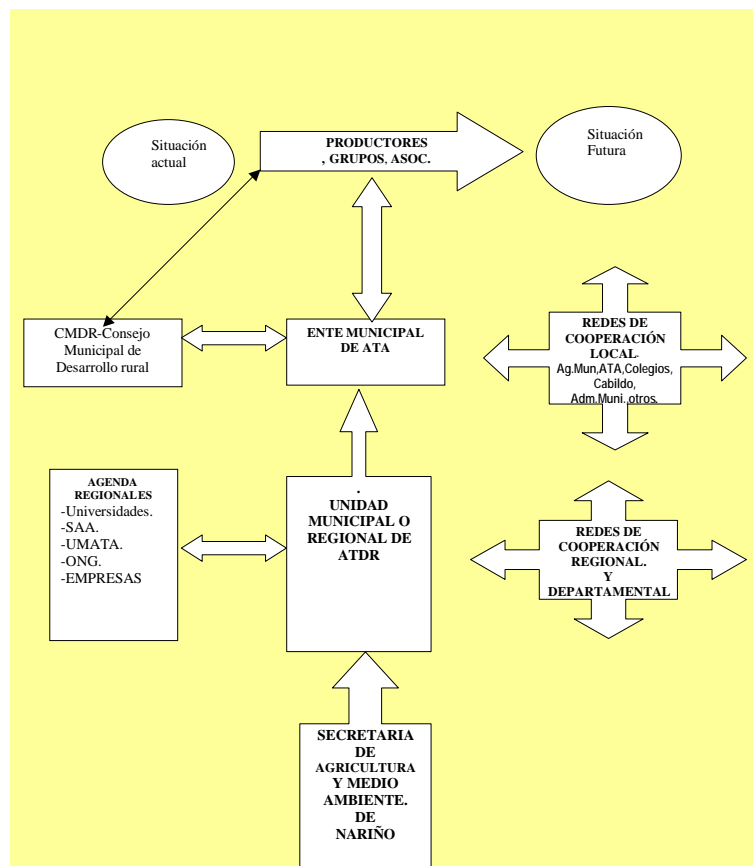 Situación
actual
PRODUCTORES
, GRUPOS, ASOC.
Situación
Futura
CMDR-Consejo
Municipal de
Desarrollo rural
ENTE MUNICIPAL
DE ATA
REDES DE
COOPERACIÓN
LOCAL-
Ag.Mun,ATA,Colegios,
Cabildo,
Adm.Muni. otros.
AGENDA
REGIONALES
-Universidades.
-SAA.
-UMATA.
-ONG.
-EMPRESAS
.
UNIDAD
MUNICIPAL O
REGIONAL DE
ATDR
REDES DE
COOPERACIÓN
REGIONAL.
Y
DEPARTAMENTAL
SECRETARIA
DE
AGRICULTURA
Y MEDIO
AMBIENTE.
DE
NARIÑO